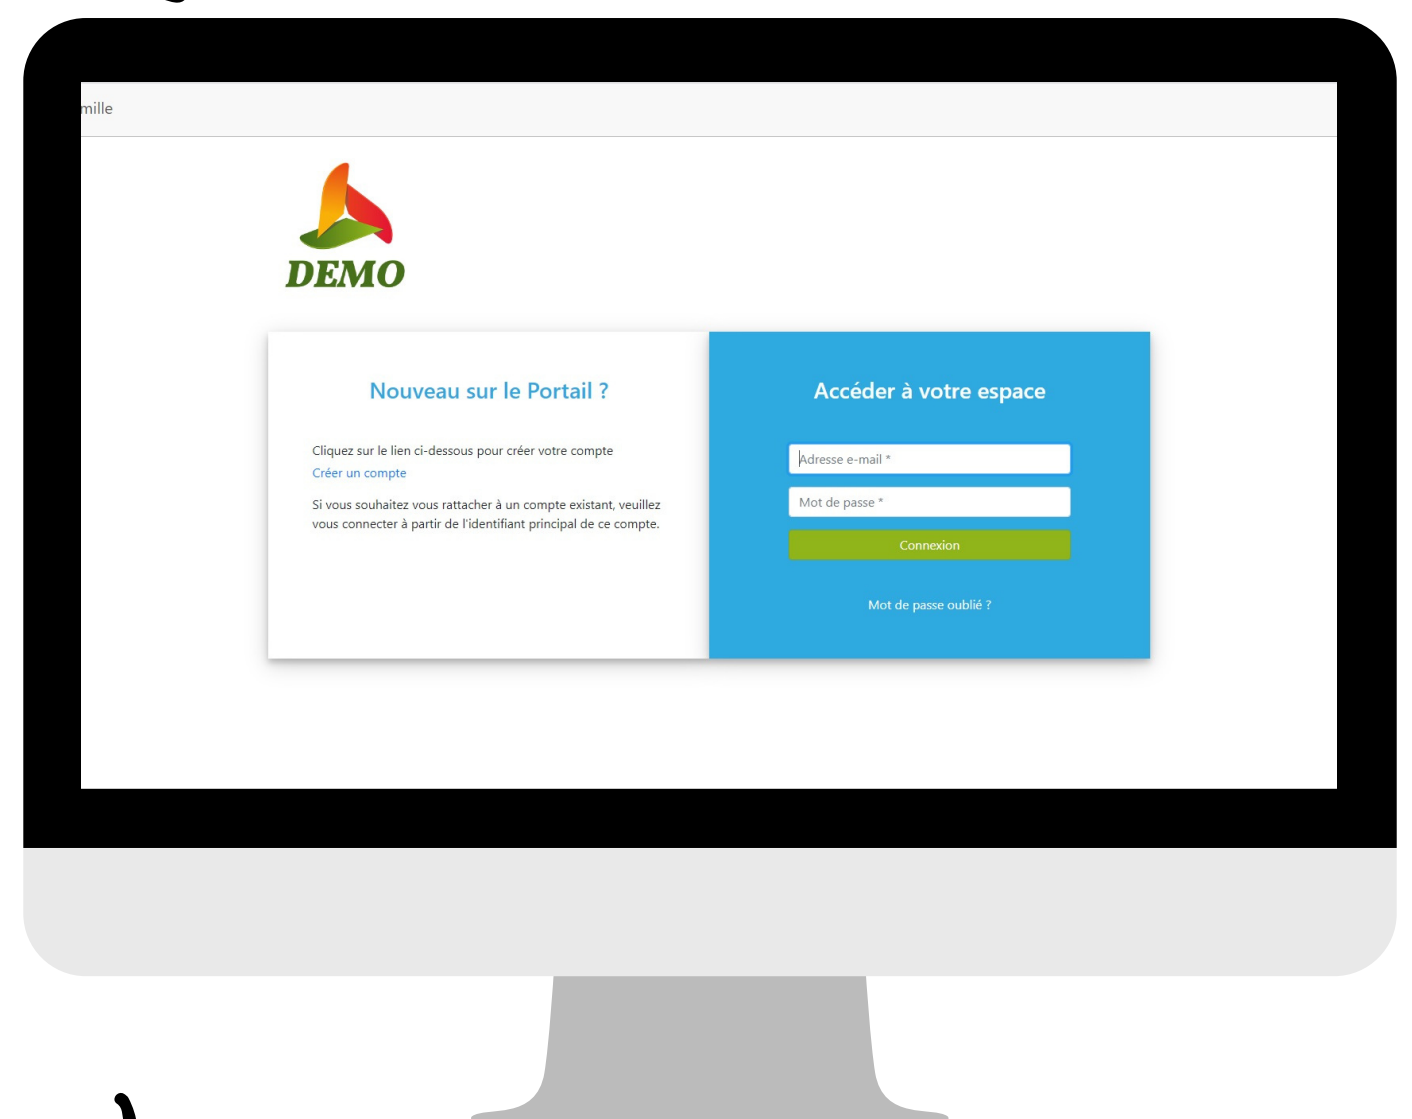 mille
DEMO
Nouveau sur le Portail ?
Cliquez sur le lien ci-dessous pour créer votre compte
Créer un compte
Si vous souhaitez vous rattacher à un compte existant, veuillez
vous connecter à partir de l'identifiant principal de ce compte.
Accéder à votre espace
Adresse e-mail *
Mot de passe *
Connexion
Mot de passe oublié ?